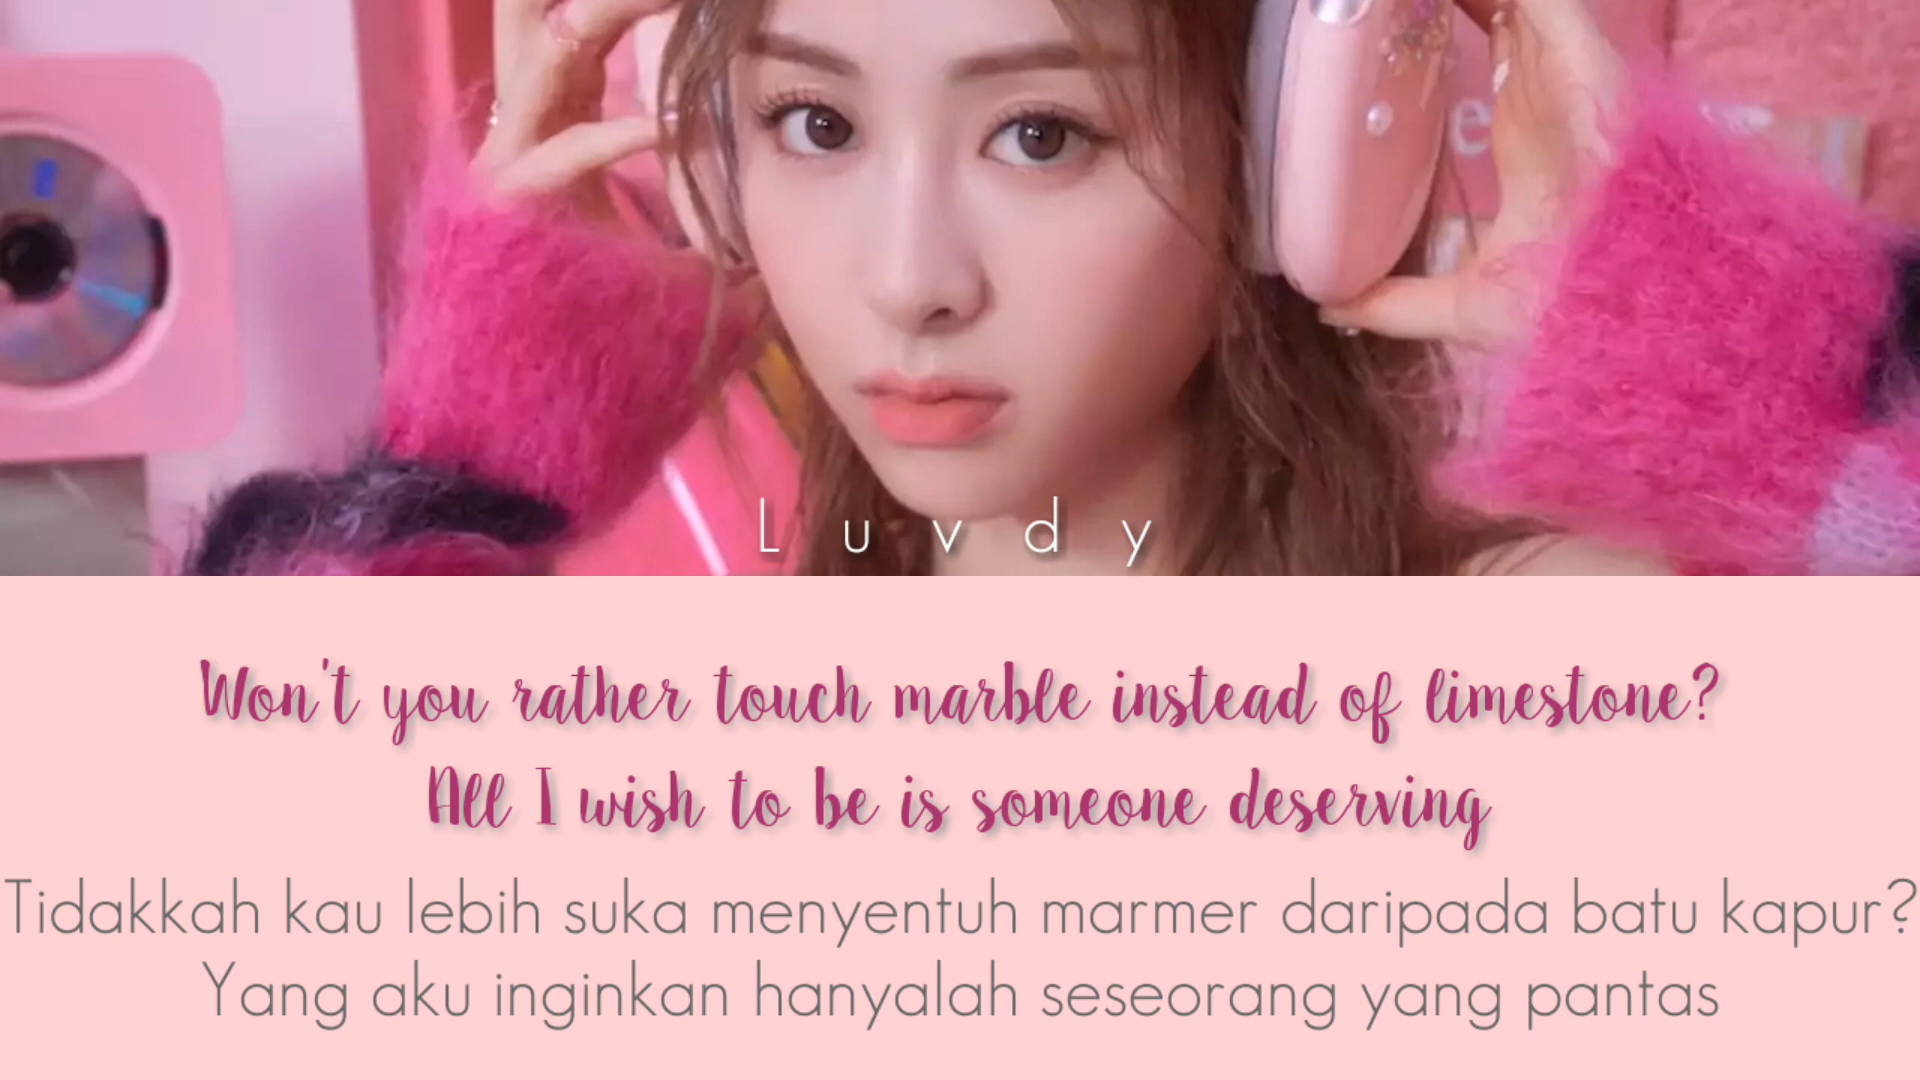 e
L u v d y
Won't you rather touch marble instead of limestone?
All I wish to be is someone deserving
Tidakkah kau lebih suka menyentuh marmer daripada batu kapur?
Yang aku inginkan hanyalah seseorang yang pantas